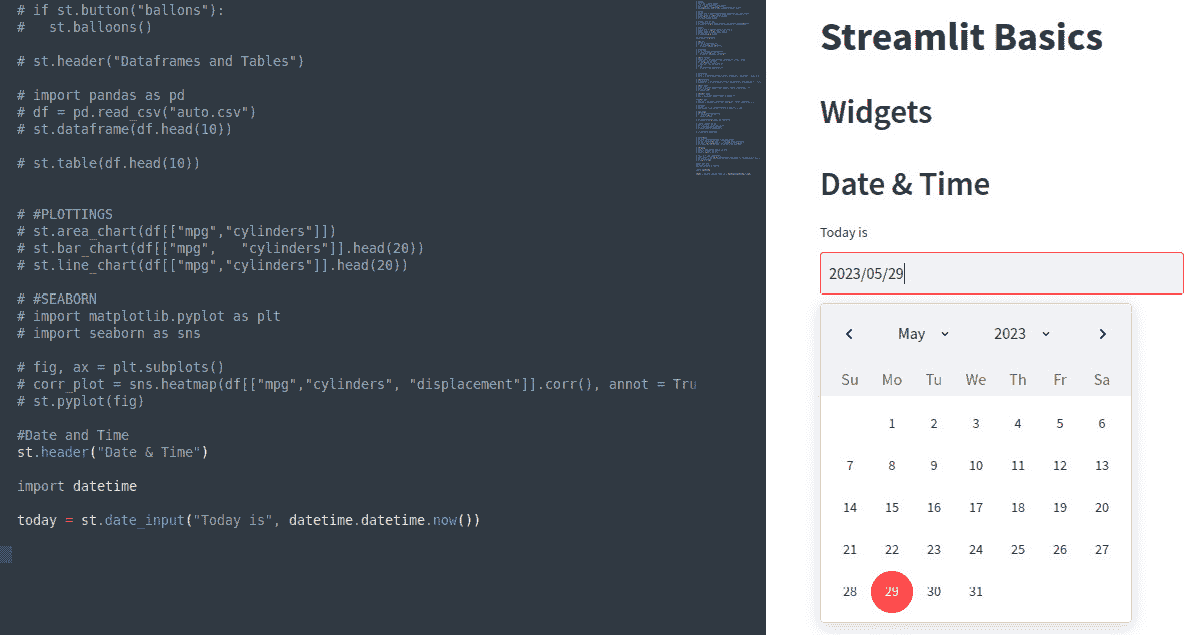 # if st.button("ballons"):
#   st.balloons()
# st.header("Dataframes and Tables")
# import pandas as pd
# df = pd.read_csv("auto.csv")
# st.dataframe(df.head(10))
# st.table(df.head(10))
# #PLOTTINGS
# st.area_chart(df[["mpg","cylinders"]])
# st.bar_chart(df[["mpg",   "cylinders"]].head(20))
# st.line_chart(df[["mpg","cylinders"]].head(20))
# #SEABORN
# import matplotlib.pyplot as plt
# import seaborn as sns
# fig, ax = plt.subplots()
# corr_plot = sns.heatmap(df[["mpg","cylinders", "displacement"]].corr(), annot = Tru
# st.pyplot(fig)
#Date and Time
st.header("Date & Time")
import datetime
today = st.date_input("Today is", datetime.datetime.now())
Streamlit Basics
Widgets
Date & Time
Today is
2023/05/29
May 2023
Su Mo Tu We Th Fr Sa
1 2 3 4 5 6
7 8 9 10 11 12 13
14 15 16 17 18 19 20
21 22 23 24 25 26 27
28 29 30 31